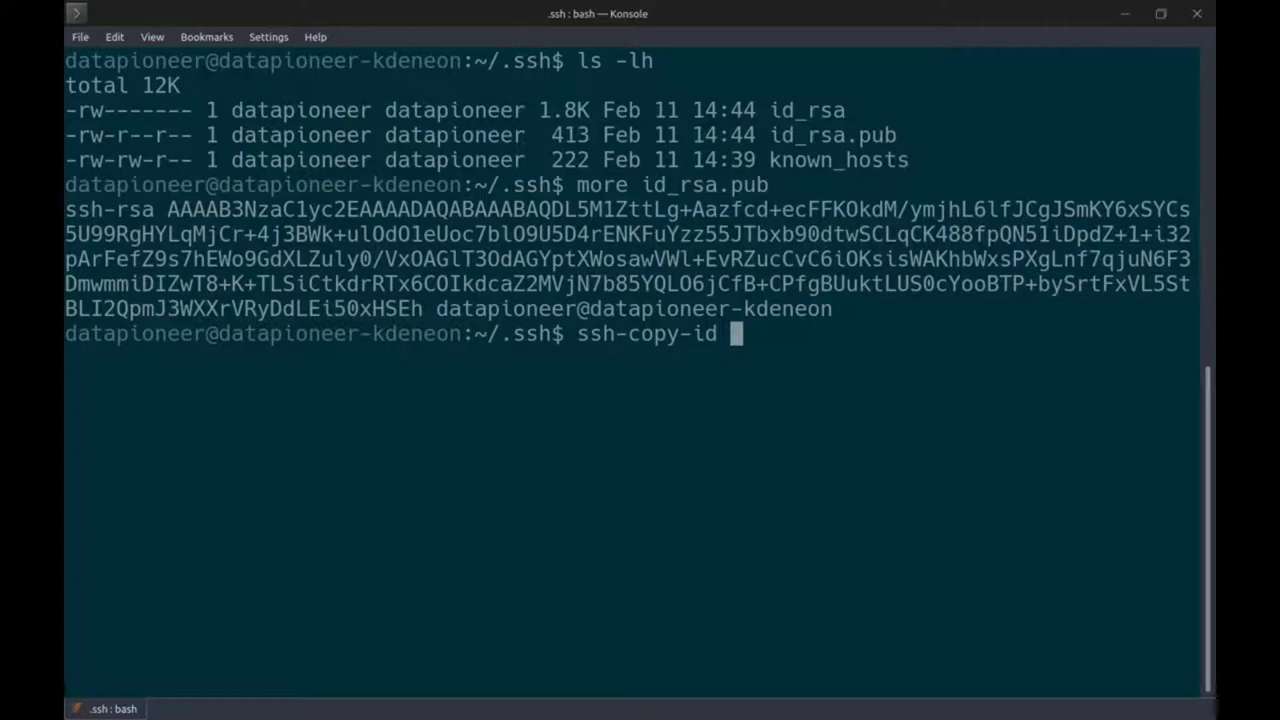 .ssh : bash — Konsole
File Edit View Bookmarks Settings Help
datapioneer@datapioneer-kdeneon:~/.ssh$ ls -lh
total 12K
-rw------- 1 datapioneer datapioneer 1.8K Feb 11 14:44 id_rsa
-rw-r--r-- 1 datapioneer datapioneer  413 Feb 11 14:44 id_rsa.pub
-rw-rw-r-- 1 datapioneer datapioneer  222 Feb 11 14:39 known_hosts
datapioneer@datapioneer-kdeneon:~/.ssh$ more id_rsa.pub
ssh-rsa AAAAB3NzaC1yc2EAAAADAQABAAABAQDL5M1ZttLg+Aazfcd+ecFFKOkdM/ymjhL6lfJCgJSmKY6xSYCs
5U99RgHYLqMjCr+4j3BWk+ulOdO1eUoc7blO9U5D4rENKFuYzz55JTbxb90dtwSCLqCK488fpQN51iDpdZ+1+i32
pArFefZ9s7hEWo9GdXLZuly0/VxOAGlT3OdAGYptXWosawVWl+EvRZucCvC6iOKsisWAKhbWxsPXgLnf7qjuN6F3
DmwmmiDIZwT8+K+TLSiCtkdrRTx6COIkdcaZ2MVjN7b85YQLO6jCfB+CPfgBUuktLUS0cYooBTP+bySrtFxVL5St
BLI2QpmJ3WXXrVRyDdLEi50xHSEh datapioneer@datapioneer-kdeneon
datapioneer@datapioneer-kdeneon:~/.ssh$ ssh-copy-id
.ssh : bash